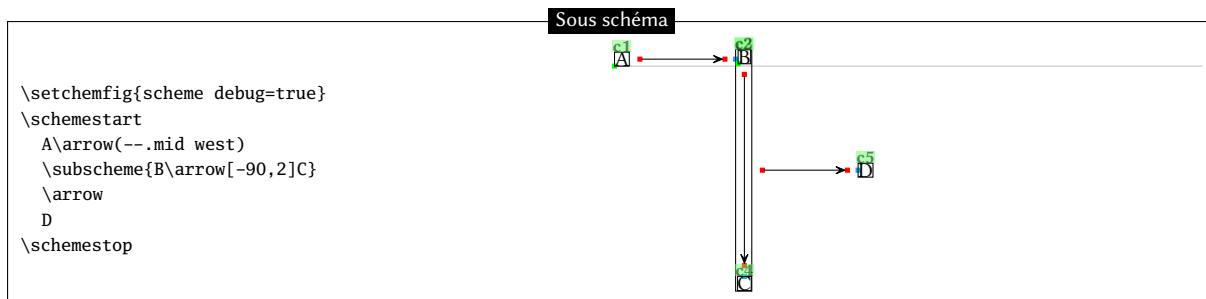 Sous schéma
\setchemfig{scheme debug=true}
\schemestart
A\arrow(--.mid west)
\subscheme{B\arrow[-90,2]C}
\arrow
D
\schemestop
c1
A
c2
B
c5
D
c4
C